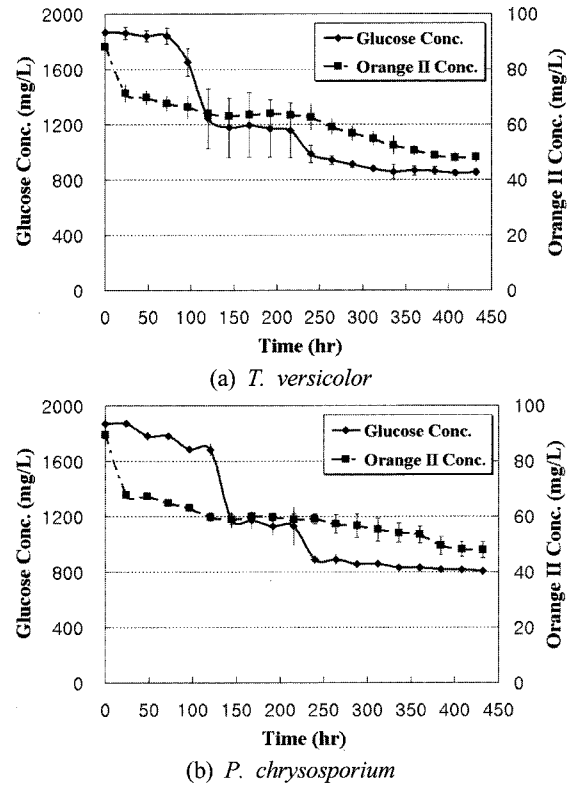 2000
1600
1200
800
400
0
Glucose Conc. (mg/L)
Glucose Conc.
Orange II Conc.
100
80
60
40
20
0
Orange II Conc. (mg/L)
0 50 100 150 200 250 300 350 400 450
Time (hr)
(a) T. versicolor
2000
1600
1200
800
400
0
Glucose Conc. (mg/L)
Glucose Conc.
Orange II Conc.
100
80
60
40
20
0
Orange II Conc. (mg/L)
0 50 100 150 200 250 300 350 400 450
Time (hr)
(b) P. chrysosporium